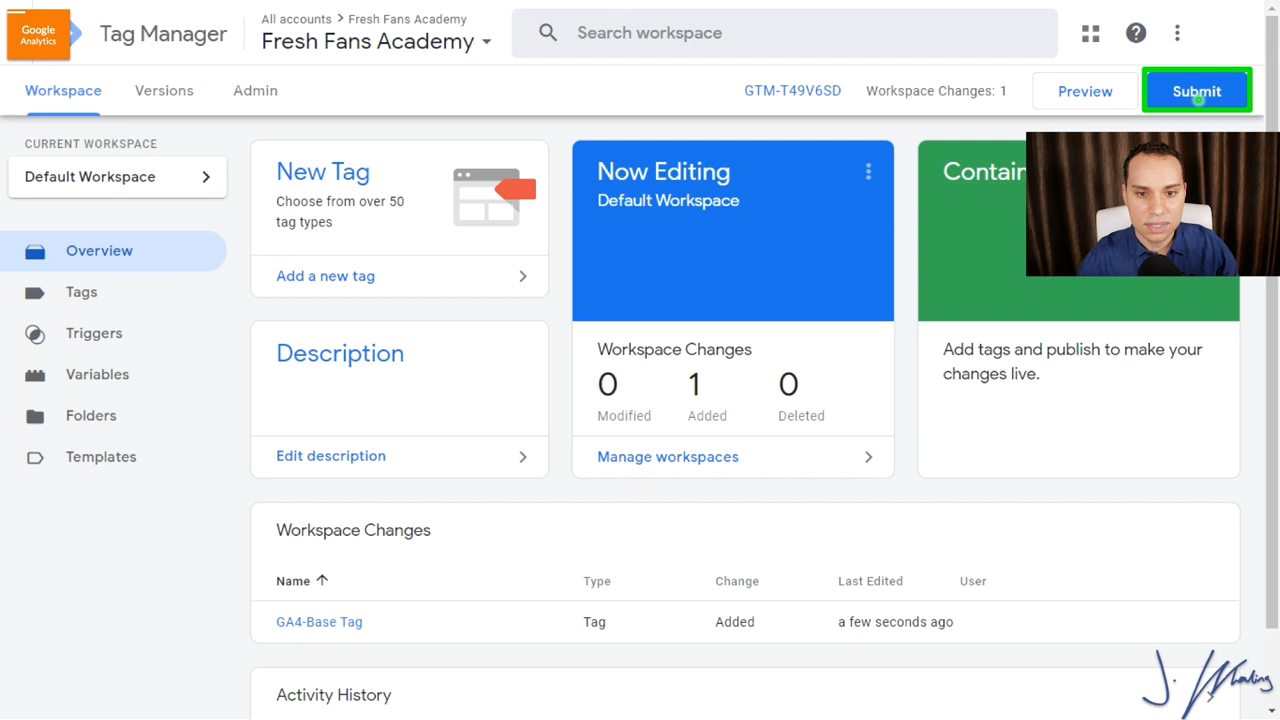 Google
Analytics
Tag Manager
All accounts > Fresh Fans Academy
Fresh Fans Academy
Search workspace
Workspace
Versions
Admin
GTM-T49V6SD
Workspace Changes: 1
Preview
Submit
CURRENT WORKSPACE
Default Workspace
Overview
Tags
Triggers
Variables
Folders
Templates
New Tag
Choose from over 50
tag types
Add a new tag
Description
Edit description
Now Editing
Default Workspace
Workspace Changes
0 1 0
Modified Added Deleted
Manage workspaces
Add tags and publish to make your
changes live.
Workspace Changes
Name Type Change Last Edited User
GA4-Base Tag Tag Added a few seconds ago
Activity History